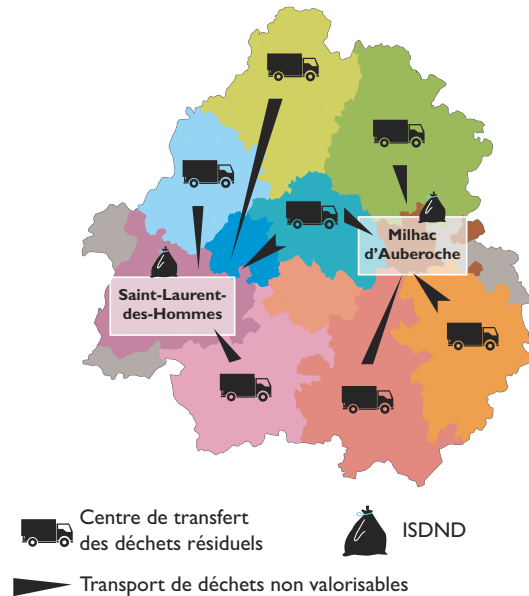 Milhac
d'Auberoche
Saint-Laurent-
des-Hommes
Centre de transfert
des déchets résiduels
ISDND
Transport de déchets non valorisables